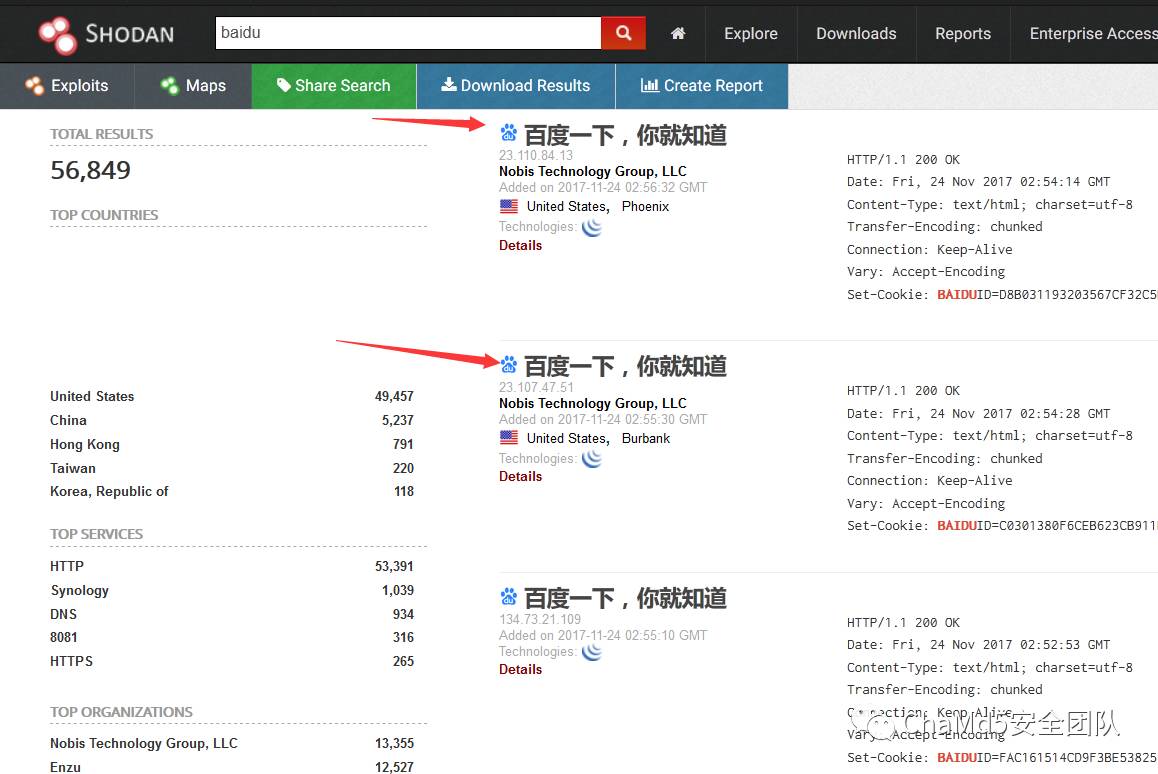 SHODAN
baidu
Explore
Downloads
Reports
Enterprise Access
Exploits
Maps
Share Search
Download Results
Create Report
TOTAL RESULTS
56,849
TOP COUNTRIES
United States 49,457
China 5,237
Hong Kong 791
Taiwan 220
Korea, Republic of 118
TOP SERVICES
HTTP 53,391
Synology 1,039
DNS 934
8081 316
HTTPS 265
TOP ORGANIZATIONS
Nobis Technology Group, LLC 13,355
Enzu 12,527
du 百度一下，你就知道
23.110.84.13
Nobis Technology Group, LLC
Added on 2017-11-24 02:56:32 GMT
United States, Phoenix
Technologies:
Details
HTTP/1.1 200 OK
Date: Fri, 24 Nov 2017 02:54:14 GMT
Content-Type: text/html; charset=utf-8
Transfer-Encoding: chunked
Connection: Keep-Alive
Vary: Accept-Encoding
Set-Cookie: BAIDUID=D8B031193203567CF32C5
du 百度一下，你就知道
23.107.47.51
Nobis Technology Group, LLC
Added on 2017-11-24 02:55:30 GMT
United States, Burbank
Technologies:
Details
HTTP/1.1 200 OK
Date: Fri, 24 Nov 2017 02:54:28 GMT
Content-Type: text/html; charset=utf-8
Transfer-Encoding: chunked
Connection: Keep-Alive
Vary: Accept-Encoding
Set-Cookie: BAIDUID=C0301380F6CEB623CB911
du 百度一下，你就知道
134.73.21.109
Added on 2017-11-24 02:55:10 GMT
Technologies:
Details
HTTP/1.1 200 OK
Date: Fri, 24 Nov 2017 02:52:53 GMT
Content-Type: text/html; charset=utf-8
Transfer-Encoding: chunked
Connection: Keep-Alive
Vary: Accept-Encoding
Set-Cookie: BAIDUID=FAC161514CD9F3BE53825
ChaMd5安全团队